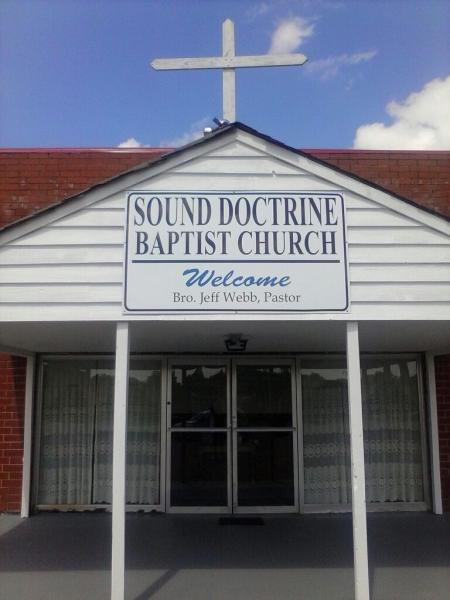 SOUND DOCTRINE
BAPTIST CHURCH
Welcome
Bro. Jeff Webb, Pastor